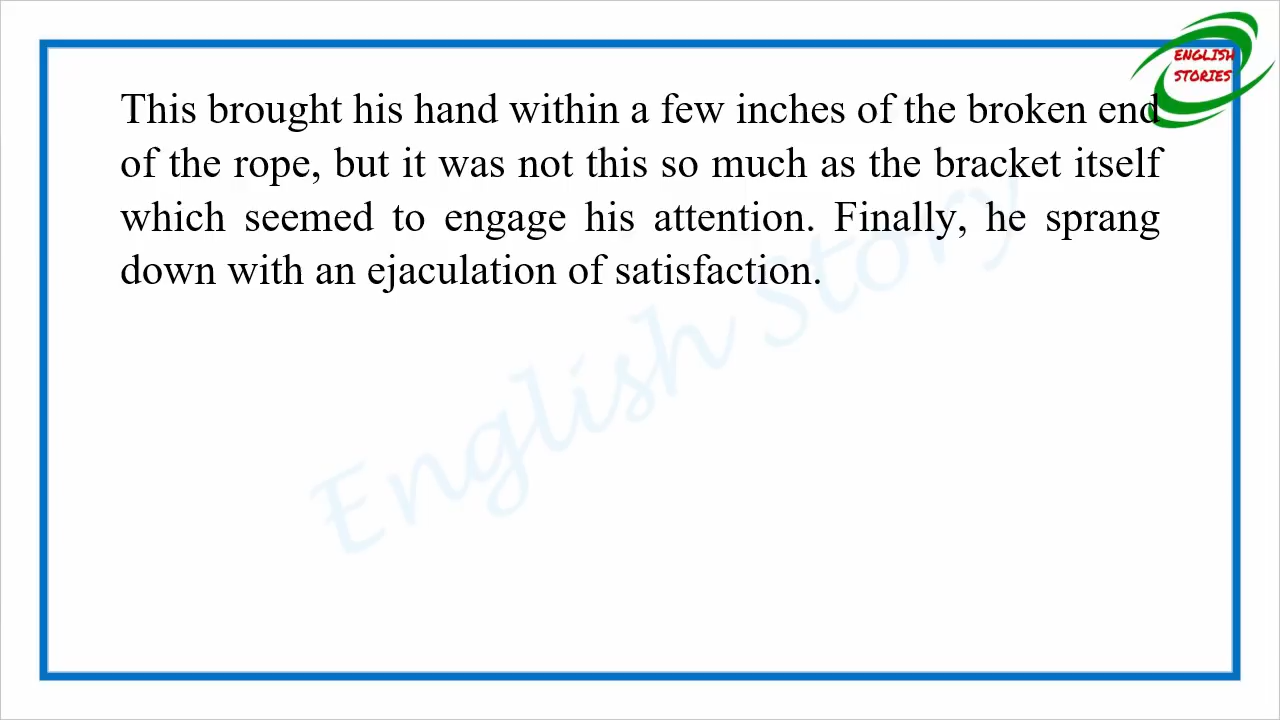 ENGLISH
STORIES
This brought his hand within a few inches of the broken end
of the rope, but it was not this so much as the bracket itself
which seemed to engage his attention. Finally, he sprang
down with an ejaculation of satisfaction.
English Story